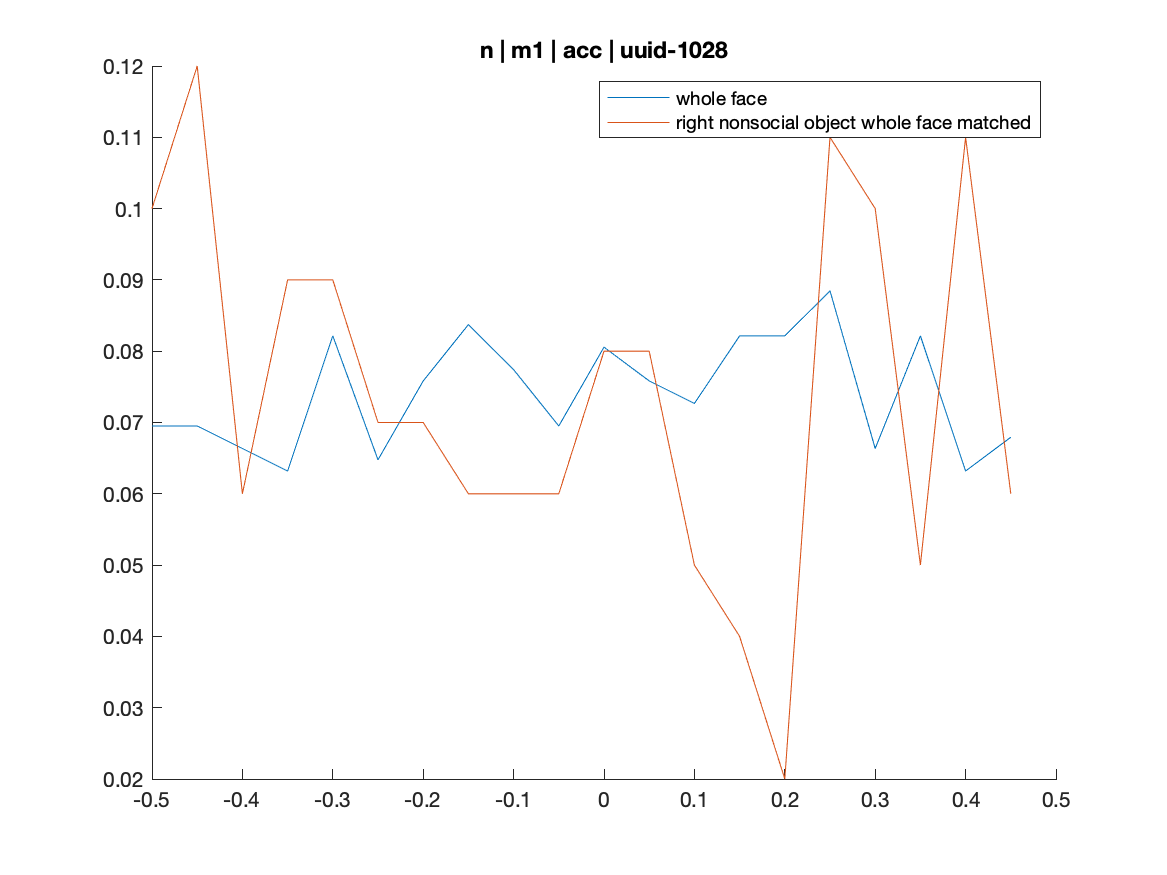 n | m1 | acc | uuid-1028
whole face
right nonsocial object whole face matched
0.12
0.11
0.1
0.09
0.08
0.07
0.06
0.05
0.04
0.03
0.02
-0.5 -0.4 -0.3 -0.2 -0.1 0 0.1 0.2 0.3 0.4 0.5